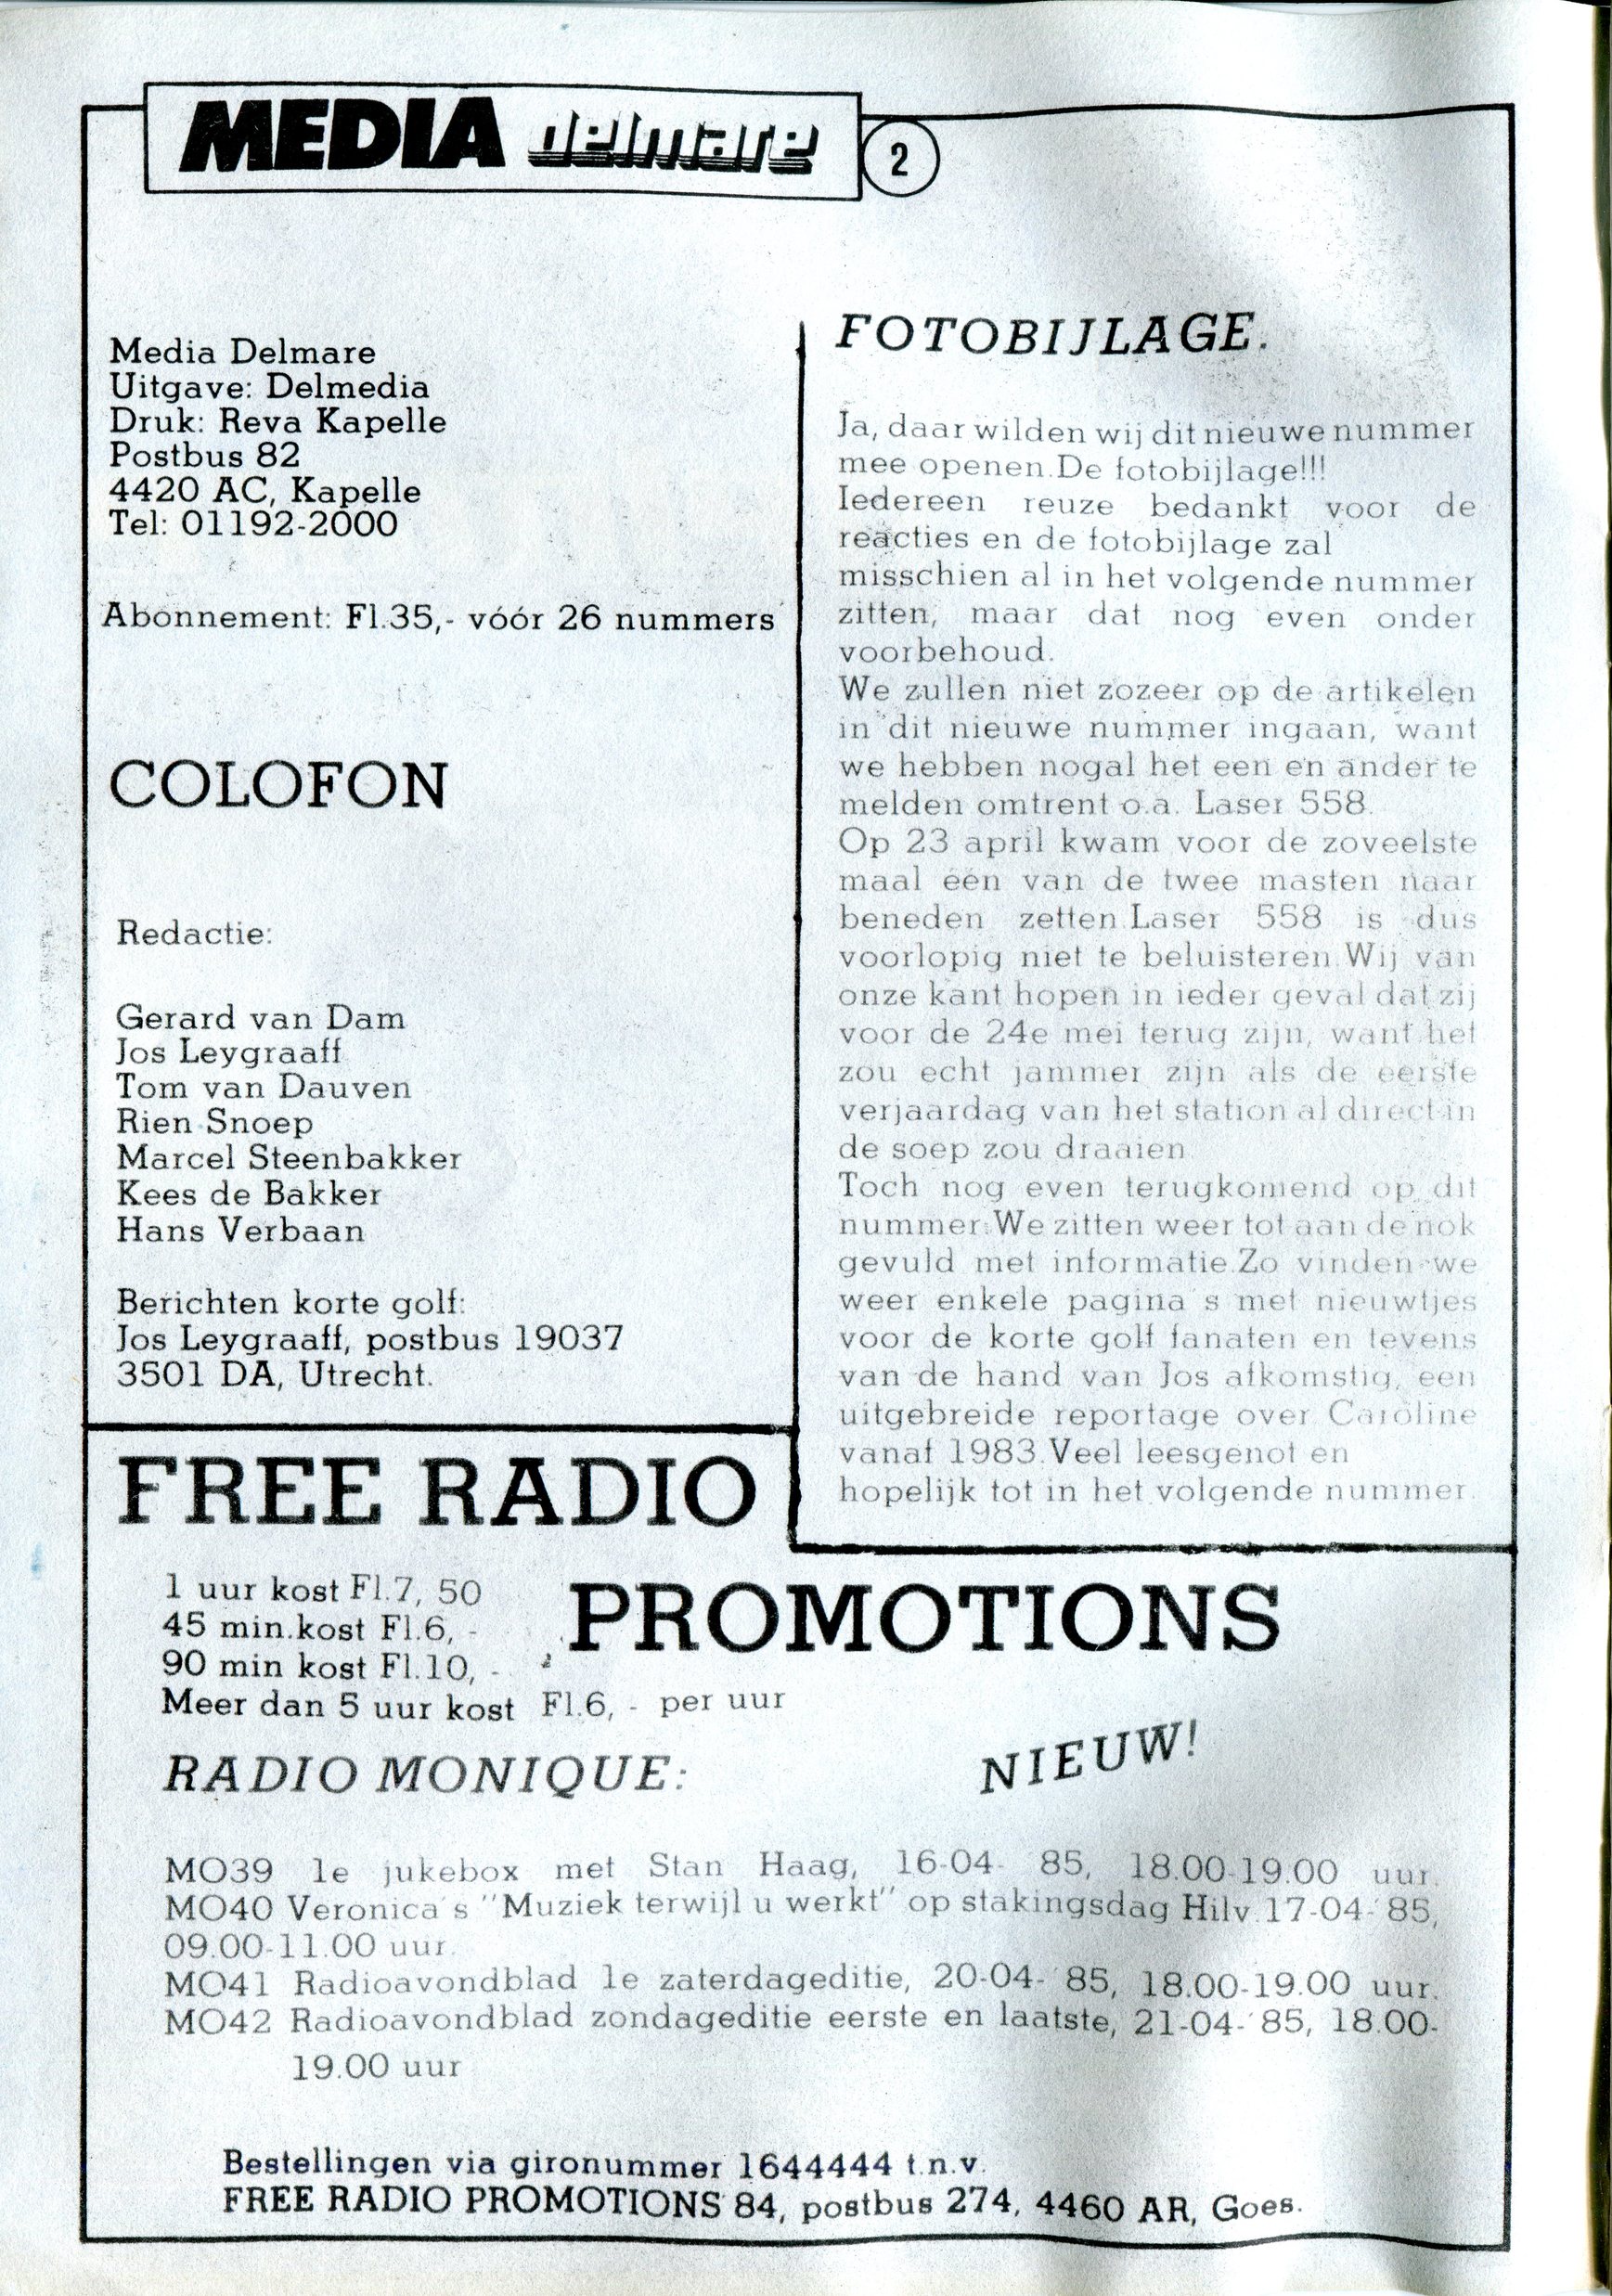 MEDIA delmare 2
Media Delmare
Uitgave: Delmedia
Druk: Reva Kapelle
Postbus 82
4420 AC, Kapelle
Tel: 01192-2000
Abonnement: Fl.35,- vóór 26 nummers
COLOFON
Redactie:
Gerard van Dam
Jos Leygraaff
Tom van Dauven
Rien Snoep
Marcel Steenbakker
Kees de Bakker
Hans Verbaan
Berichten korte golf:
Jos Leygraaff, postbus 19037
3501 DA, Utrecht.
FOTOBIJLAGE.
Ja, daar wilden wij dit nieuwe nummer
mee openen.De fotobijlage!!!
Iedereen reuze bedankt voor de
reacties en de fotobijlage zal
misschien al in het volgende nummer
zitten, maar dat nog even onder
voorbehoud.
We zullen niet zozeer op de artikelen
in dit nieuwe nummer ingaan, want
we hebben nogal het een en ander te
melden omtrent o.a. Laser 558.
Op 23 april kwam voor de zoveelste
maal één van de twee masten naar
beneden zetten.Laser 558 is dus
voorlopig niet te beluisteren.Wij van
onze kant hopen in ieder geval dat zij
voor de 24e mei terug zijn, want het
zou echt jammer zijn als de eerste
verjaardag van het station al direct in
de soep zou draaien.
Toch nog even terugkomend op dit
nummer.We zitten weer tot aan de nok
gevuld met informatie.Zo vinden we
weer enkele pagina's met nieuwtjes
voor de korte golf fanaten en tevens
van de hand van Jos afkomstig, een
uitgebreide reportage over Caroline
vanaf 1983.Veel leesgenot en
hopelijk tot in het volgende nummer.
FREE RADIO
PROMOTIONS
1 uur kost Fl.7, 50
45 min.kost Fl.6, -
90 min kost Fl.10, -
Meer dan 5 uur kost Fl.6, - per uur
RADIO MONIQUE:
NIEUW!
MO39 1e jukebox met Stan Haag, 16-04- 85, 18.00-19.00 uur.
MO40 Veronica's "Muziek terwijl u werkt" op stakingsdag Hilv.17-04-'85,
09.00-11.00 uur.
MO41 Radioavondblad 1e zaterdageditie, 20-04-'85, 18.00-19.00 uur.
MO42 Radioavondblad zondageditie eerste en laatste, 21-04-'85, 18.00-
19.00 uur
Bestellingen via gironummer 1644444 t.n.v.
FREE RADIO PROMOTIONS'84, postbus 274, 4460 AR, Goes.